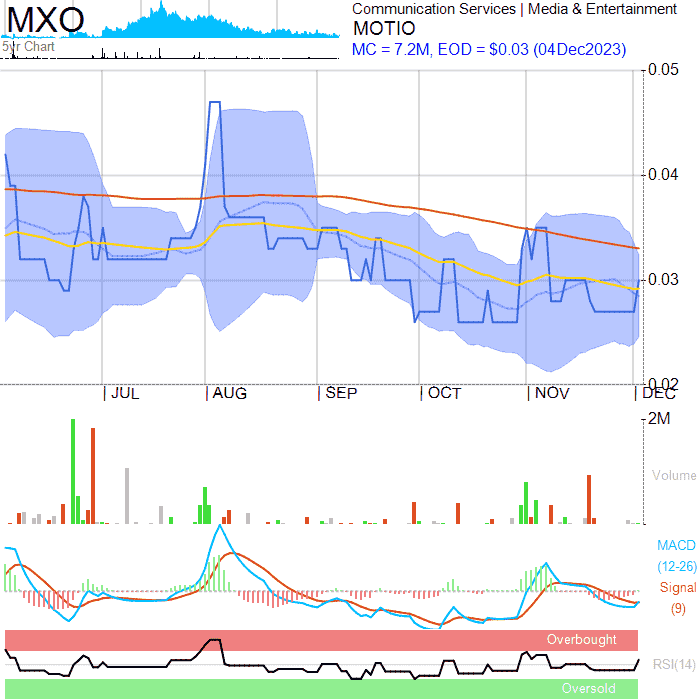 MXO
Communication Services | Media & Entertainment
MOTIO
5yr Chart
MC = 7.2M, EOD = $0.03 (04Dec2023)
0.05
0.04
0.03
0.02
JUL AUG SEP OCT NOV DEC
2M
Volume
MACD
(12-26)
Signal
(9)
Overbought
RSI(14)
Oversold